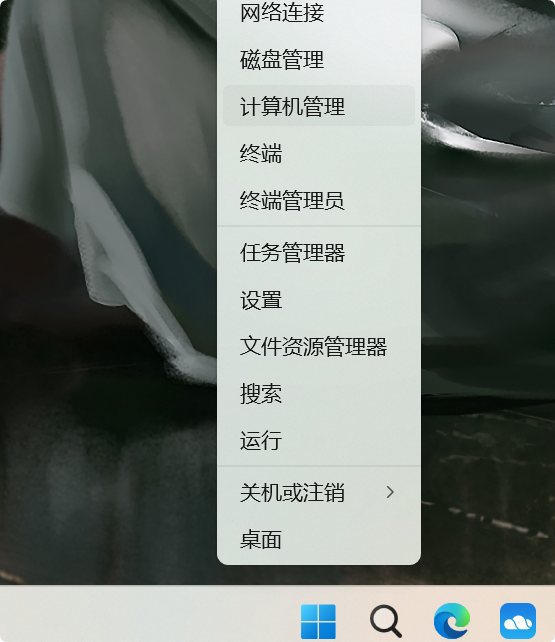 网络连接
磁盘管理
计算机管理
终端
终端管理员
任务管理器
设置
文件资源管理器
搜索
运行
关机或注销
桌面